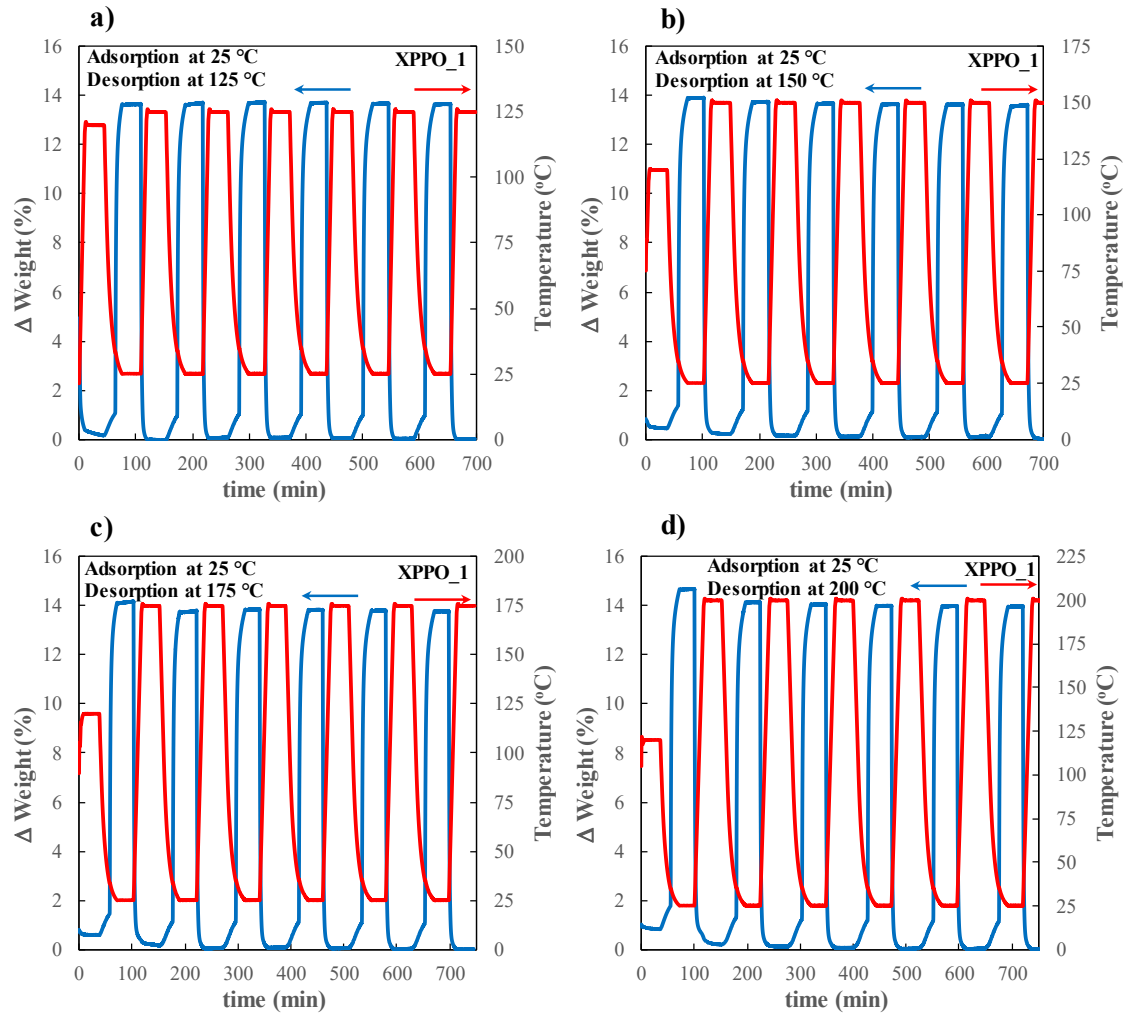 a)
Adsorption at 25 °C
Desorption at 125 °C
XPPO_1
16
14
12
10
8
6
4
2
0
Δ Weight (%)
150
125
100
75
50
25
0
Temperature (°C)
0 100 200 300 400 500 600 700
time (min)
b)
Adsorption at 25 °C
Desorption at 150 °C
XPPO_1
16
14
12
10
8
6
4
2
0
Δ Weight (%)
175
150
125
100
75
50
25
0
Temperature (°C)
0 100 200 300 400 500 600 700
time (min)
c)
Adsorption at 25 °C
Desorption at 175 °C
XPPO_1
16
14
12
10
8
6
4
2
0
Δ Weight (%)
200
175
150
125
100
75
50
25
0
Temperature (°C)
0 100 200 300 400 500 600 700
time (min)
d)
Adsorption at 25 °C
Desorption at 200 °C
XPPO_1
16
14
12
10
8
6
4
2
0
Δ Weight (%)
225
200
175
150
125
100
75
50
25
0
Temperature (°C)
0 100 200 300 400 500 600 700
time (min)